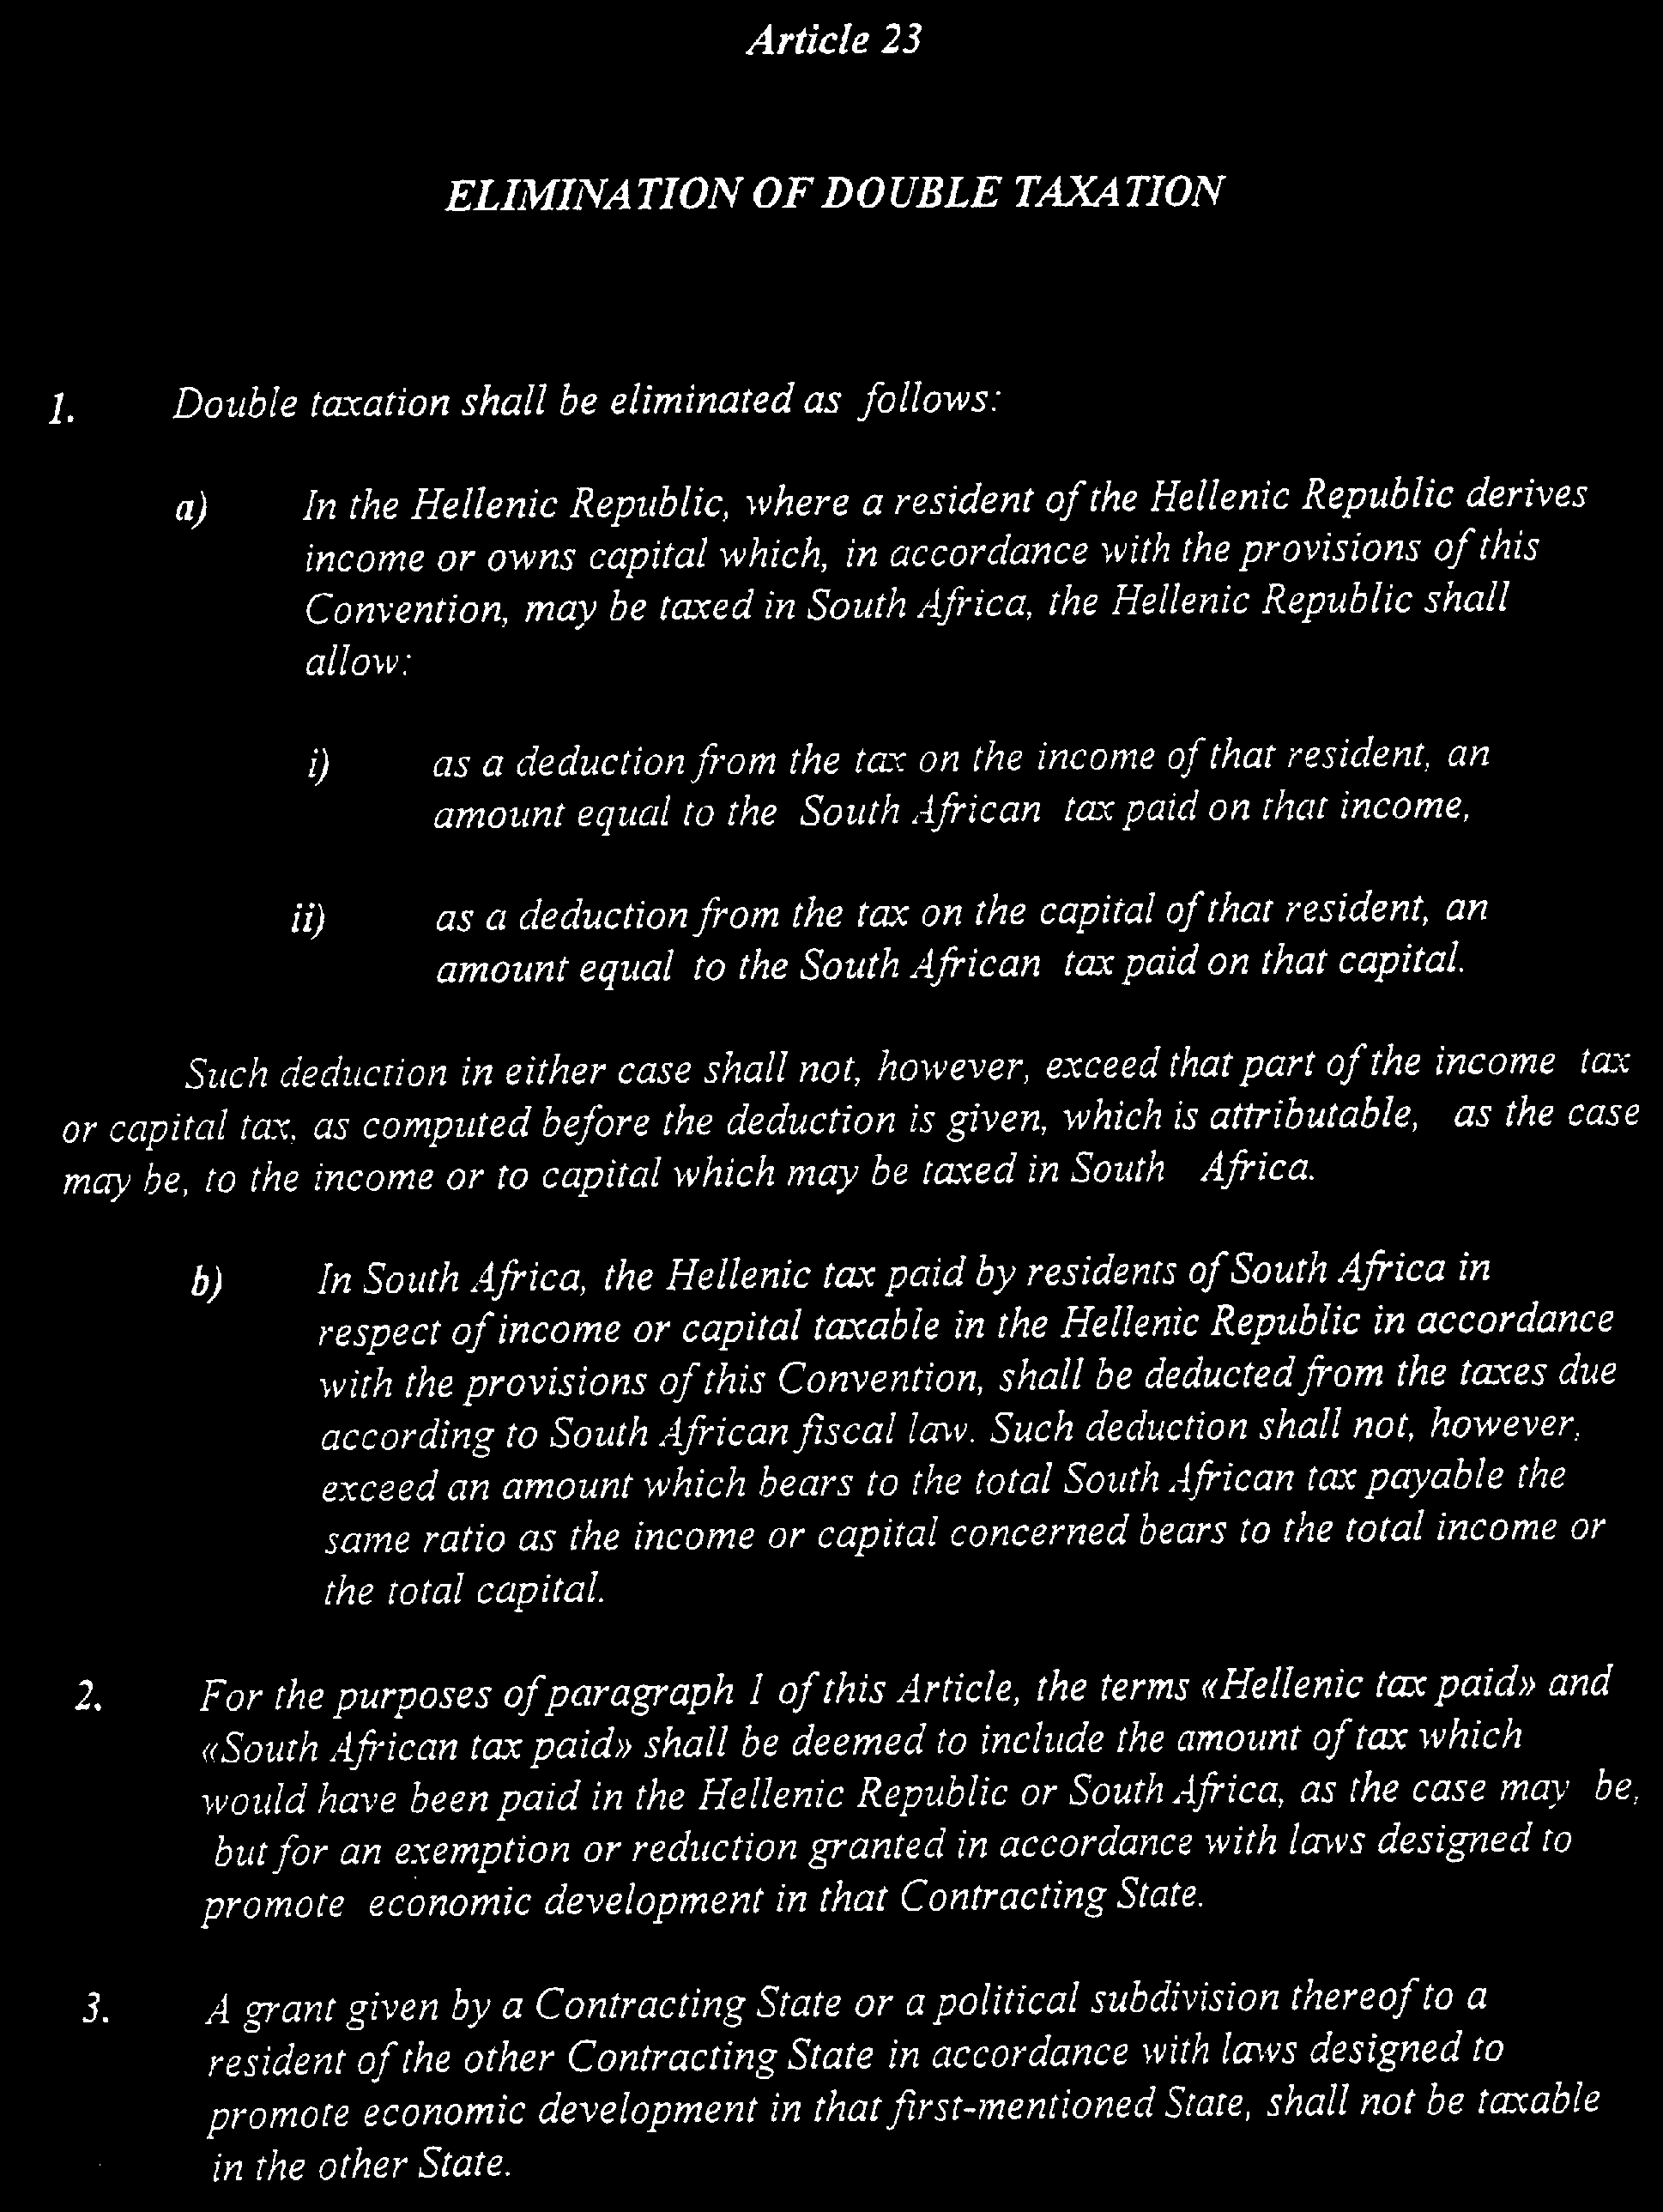 Article 23
ELIMINATION OF DOUBLE TAXATION
1. Double taxation shall be eliminated as follows:
a) In the Hellenic Republic, where a resident of the Hellenic Republic derives
income or owns capital which, in accordance with the provisions of this
Convention, may be taxed in South Africa, the Hellenic Republic shall
allow:
i) as a deduction from the tax on the income of that resident, an
amount equal to the South African tax paid on that income,
ii) as a deduction from the tax on the capital of that resident, an
amount equal to the South African tax paid on that capital.
Such deduction in either case shall not, however, exceed that part of the income tax
or capital tax, as computed before the deduction is given, which is attributable, as the case
may be, to the income or to capital which may be taxed in South Africa.
b) In South Africa, the Hellenic tax paid by residents of South Africa in
respect of income or capital taxable in the Hellenic Republic in accordance
with the provisions of this Convention, shall be deducted from the taxes due
according to South African fiscal law. Such deduction shall not, however,
exceed an amount which bears to the total South African tax payable the
same ratio as the income or capital concerned bears to the total income or
the total capital.
2. For the purposes of paragraph 1 of this Article, the terms «Hellenic tax paid» and
«South African tax paid» shall be deemed to include the amount of tax which
would have been paid in the Hellenic Republic or South Africa, as the case may be,
but for an exemption or reduction granted in accordance with laws designed to
promote economic development in that Contracting State.
3. A grant given by a Contracting State or a political subdivision thereof to a
resident of the other Contracting State in accordance with laws designed to
promote economic development in that first-mentioned State, shall not be taxable
in the other State.